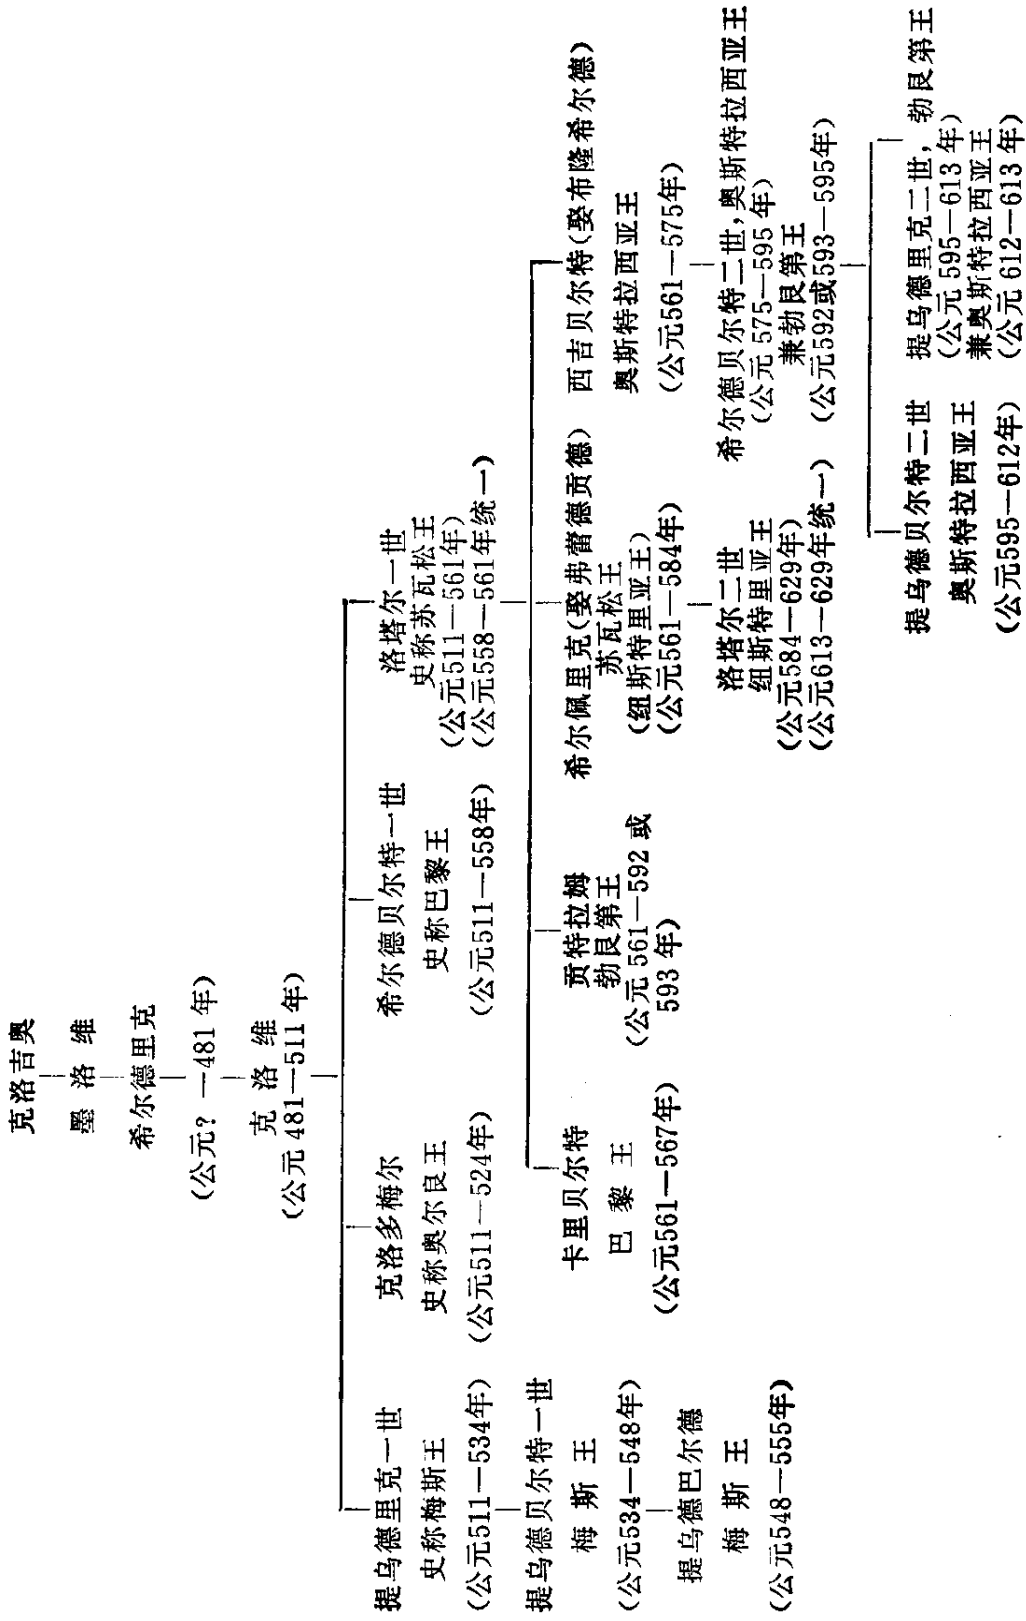 克洛吉奥
墨洛维
希尔德里克
(公元？—481年)
克洛维
(公元481—511年)
提乌德里克一世
史称梅斯王
(公元511—534年)
克洛多梅尔
史称奥尔良王
(公元511—524年)
希尔德贝尔特一世
史称巴黎王
(公元511—558年)
洛塔尔一世
史称苏瓦松王
(公元511—561年)
(公元558—561年统一)
提乌德贝尔特一世
梅斯王
(公元534—548年)
提乌德巴尔德
梅斯王
(公元548—555年)
卡里贝尔特
巴黎王
(公元561—567年)
贡特拉姆
勃艮第王
(公元561—592或
593年)
希尔佩里克(娶弗蕾德贡德)
苏瓦松王
(纽斯特里亚王)
(公元561—584年)
西吉贝尔特(娶布隆希尔德)
奥斯特拉西亚王
(公元561—575年)
洛塔尔二世
纽斯特里亚王
(公元584—629年)
(公元613—629年统一)
希尔德贝尔特二世,奥斯特拉西亚王
(公元575—595年)
兼勃艮第王
(公元592或593—595年)
提乌德贝尔特二世
奥斯特拉西亚王
(公元595—612年)
提乌德里克二世，勃艮第王
(公元595—613年)
兼奥斯特拉西亚王
(公元612—613年)